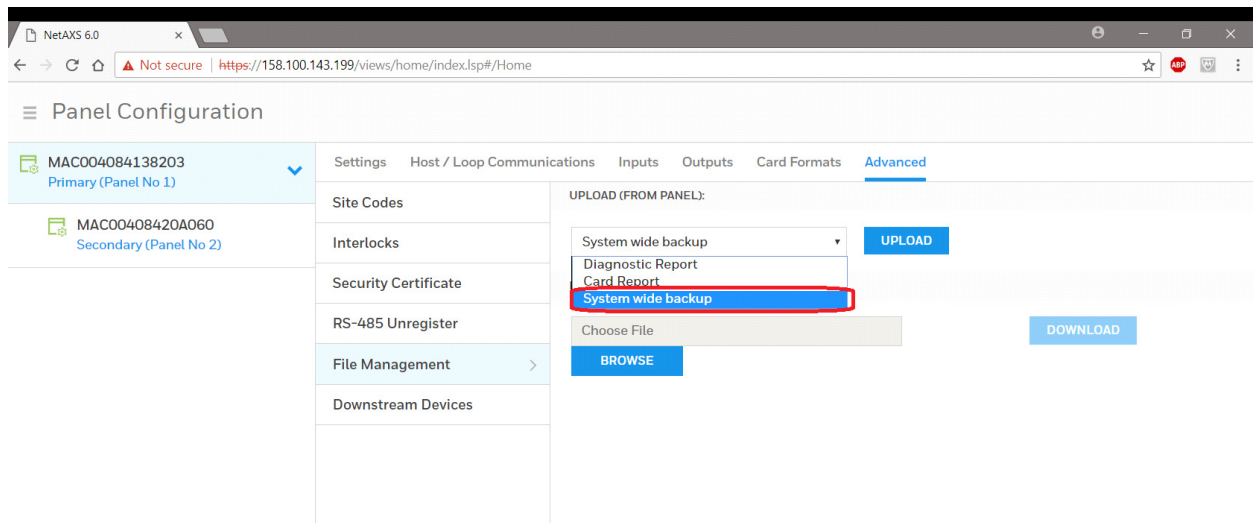 NetAXS 6.0
Not secure | https://158.100.143.199/views/home/index.lsp#/Home
ABP
Panel Configuration
MAC004084138203
Primary (Panel No 1)
MAC00408420A060
Secondary (Panel No 2)
Settings Host / Loop Communications Inputs Outputs Card Formats Advanced
Site Codes
Interlocks
Security Certificate
RS-485 Unregister
File Management
Downstream Devices
UPLOAD (FROM PANEL):
System wide backup UPLOAD
Diagnostic Report
Card Report
System wide backup
Choose File DOWNLOAD
BROWSE